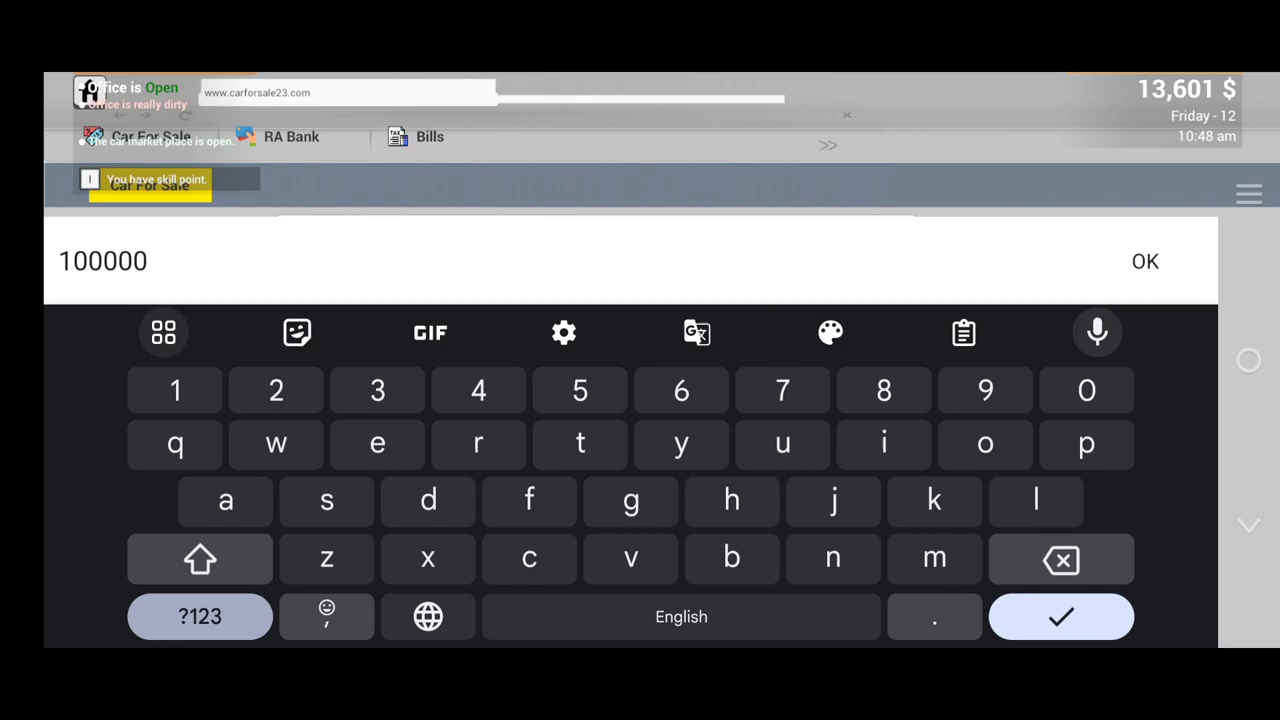 Office is Open
www.carforsale23.com
13,601 $
Office is really dirty
Friday - 12
Car For Sale
RA Bank
TAX
Bills
10:48 am
The car market place is open.
>>
I
You have skill point.
Car For Sale
100000
OK
GIF
G
1 2 3 4 5 6 7 8 9 0
q w e r t y u i o p
a s d f g h j k l
z x c v b n m
?123
,
English
.